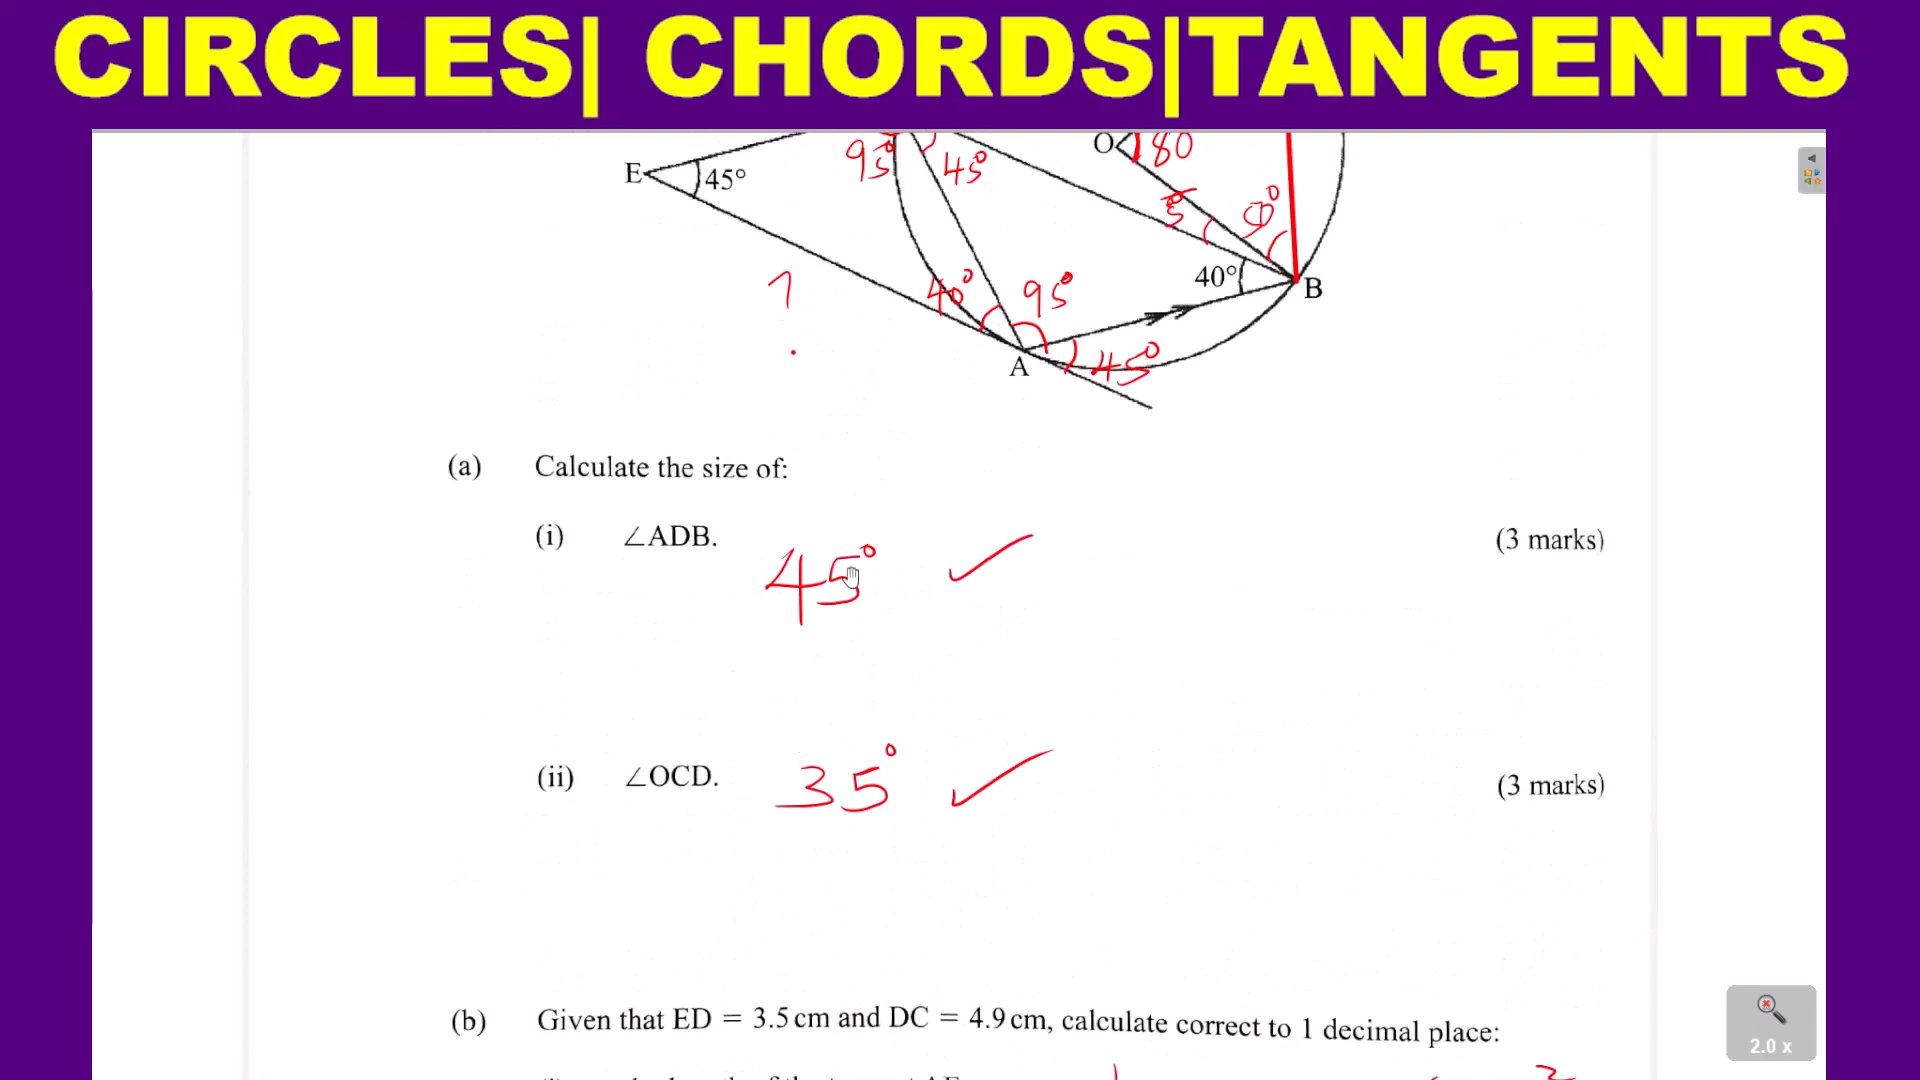 CIRCLES| CHORDS|TANGENTS
E
45°
95°
45°
O
80
5°
40°
B
?
40°
95°
A
45°
(a) Calculate the size of:
(i) ∠ADB. (3 marks)
45°
(ii) ∠OCD. 35° (3 marks)
(b) Given that ED = 3.5 cm and DC = 4.9 cm, calculate correct to 1 decimal place:
2.0 x